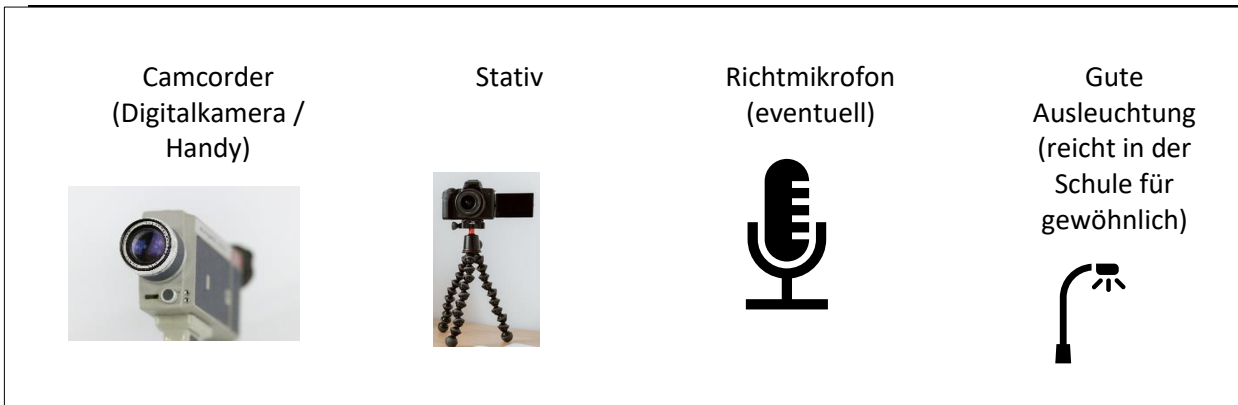 Camcorder
(Digitalkamera /
Handy)
Stativ
Richtmikrofon
(eventuell)
Gute
Ausleuchtung
(reicht in der
Schule für
gewöhnlich)